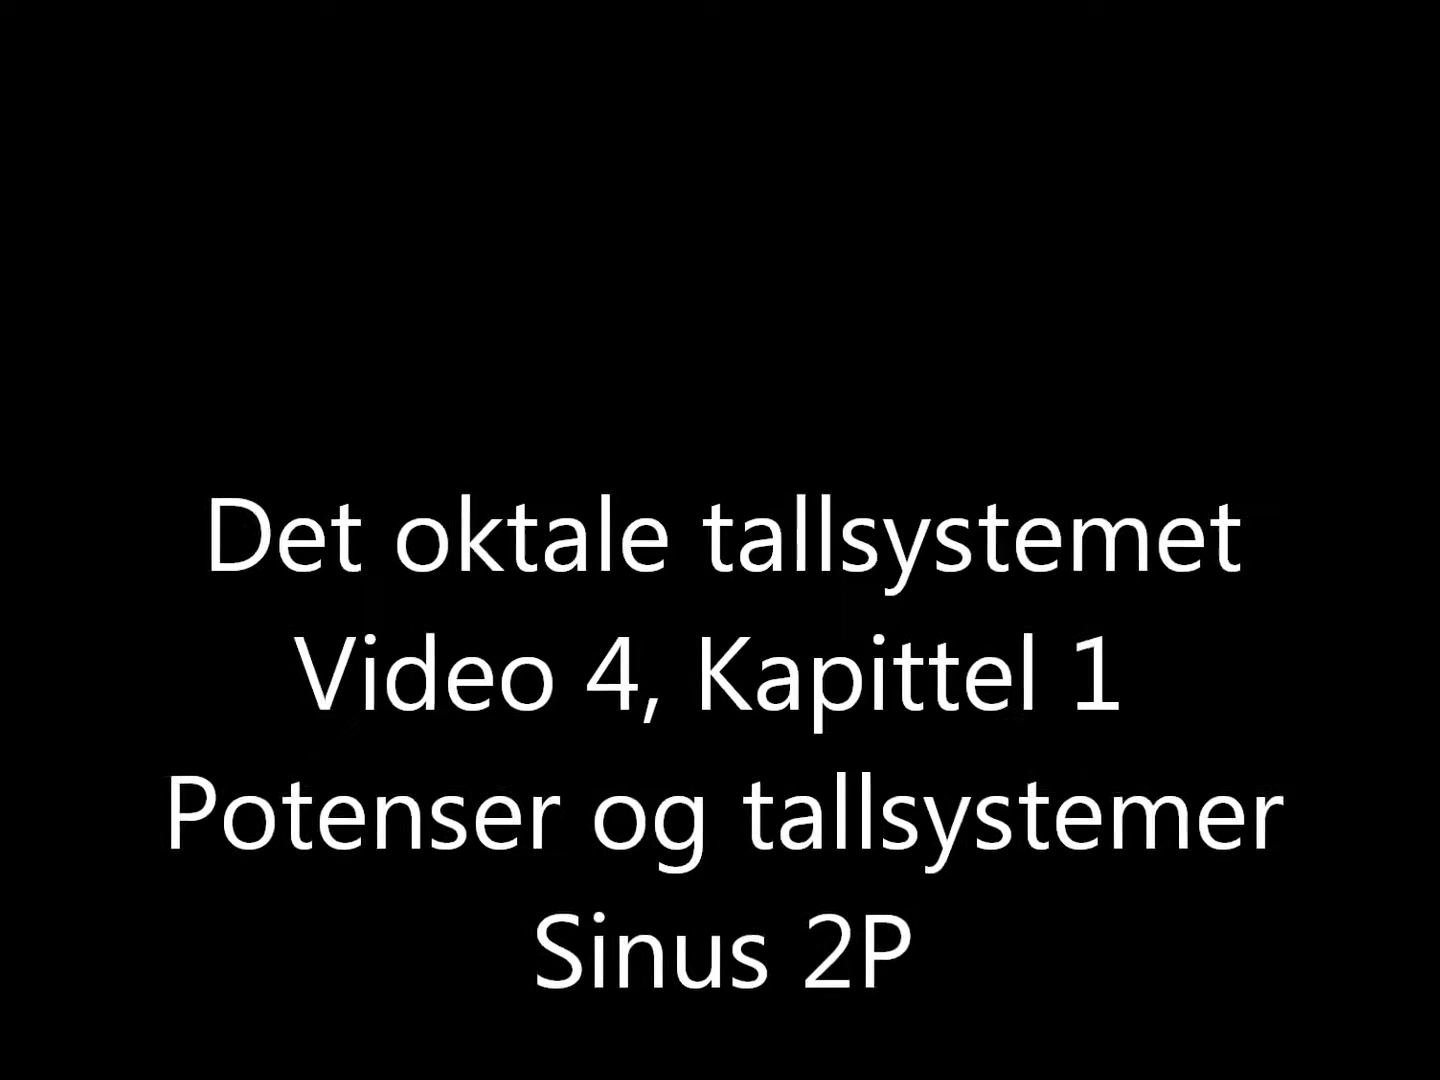 Det oktale tallsystemet
Video 4, Kapittel 1
Potenser og tallsystemer
Sinus 2P